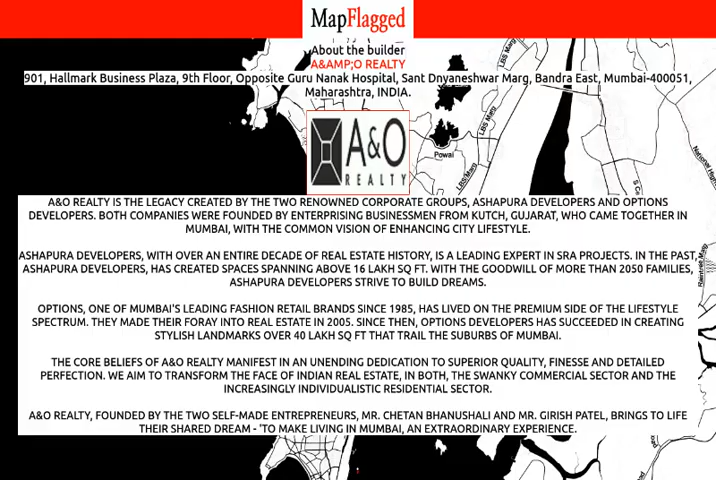 MapFlagged
About the builder
A&AMP;O REALTY
901, Hallmark Business Plaza, 9th Floor, Opposite Guru Nanak Hospital, Sant Dnyaneshwar Marg, Bandra East, Mumbai-400051,
Maharashtra, INDIA.
LBS Marg
LBS Marg
Powai
LBS Marg
National High
A&O
REALTY
A&O REALTY IS THE LEGACY CREATED BY THE TWO RENOWNED CORPORATE GROUPS, ASHAPURA DEVELOPERS AND OPTIONS
DEVELOPERS. BOTH COMPANIES WERE FOUNDED BY ENTERPRISING BUSINESSMEN FROM KUTCH, GUJARAT, WHO CAME TOGETHER IN
MUMBAI, WITH THE COMMON VISION OF ENHANCING CITY LIFESTYLE.
ASHAPURA DEVELOPERS, WITH OVER AN ENTIRE DECADE OF REAL ESTATE HISTORY, IS A LEADING EXPERT IN SRA PROJECTS. IN THE PAST,
ASHAPURA DEVELOPERS, HAS CREATED SPACES SPANNING ABOVE 16 LAKH SQ FT. WITH THE GOODWILL OF MORE THAN 2050 FAMILIES,
ASHAPURA DEVELOPERS STRIVE TO BUILD DREAMS.
OPTIONS, ONE OF MUMBAI'S LEADING FASHION RETAIL BRANDS SINCE 1985, HAS LIVED ON THE PREMIUM SIDE OF THE LIFESTYLE
SPECTRUM. THEY MADE THEIR FORAY INTO REAL ESTATE IN 2005. SINCE THEN, OPTIONS DEVELOPERS HAS SUCCEEDED IN CREATING
STYLISH LANDMARKS OVER 40 LAKH SQ FT THAT TRAIL THE SUBURBS OF MUMBAI.
THE CORE BELIEFS OF A&O REALTY MANIFEST IN AN UNENDING DEDICATION TO SUPERIOR QUALITY, FINESSE AND DETAILED
PERFECTION. WE AIM TO TRANSFORM THE FACE OF INDIAN REAL ESTATE, IN BOTH, THE SWANKY COMMERCIAL SECTOR AND THE
INCREASINGLY INDIVIDUALISTIC RESIDENTIAL SECTOR.
A&O REALTY, FOUNDED BY THE TWO SELF-MADE ENTREPRENEURS, MR. CHETAN BHANUSHALI AND MR. GIRISH PATEL, BRINGS TO LIFE
THEIR SHARED DREAM - 'TO MAKE LIVING IN MUMBAI, AN EXTRAORDINARY EXPERIENCE.